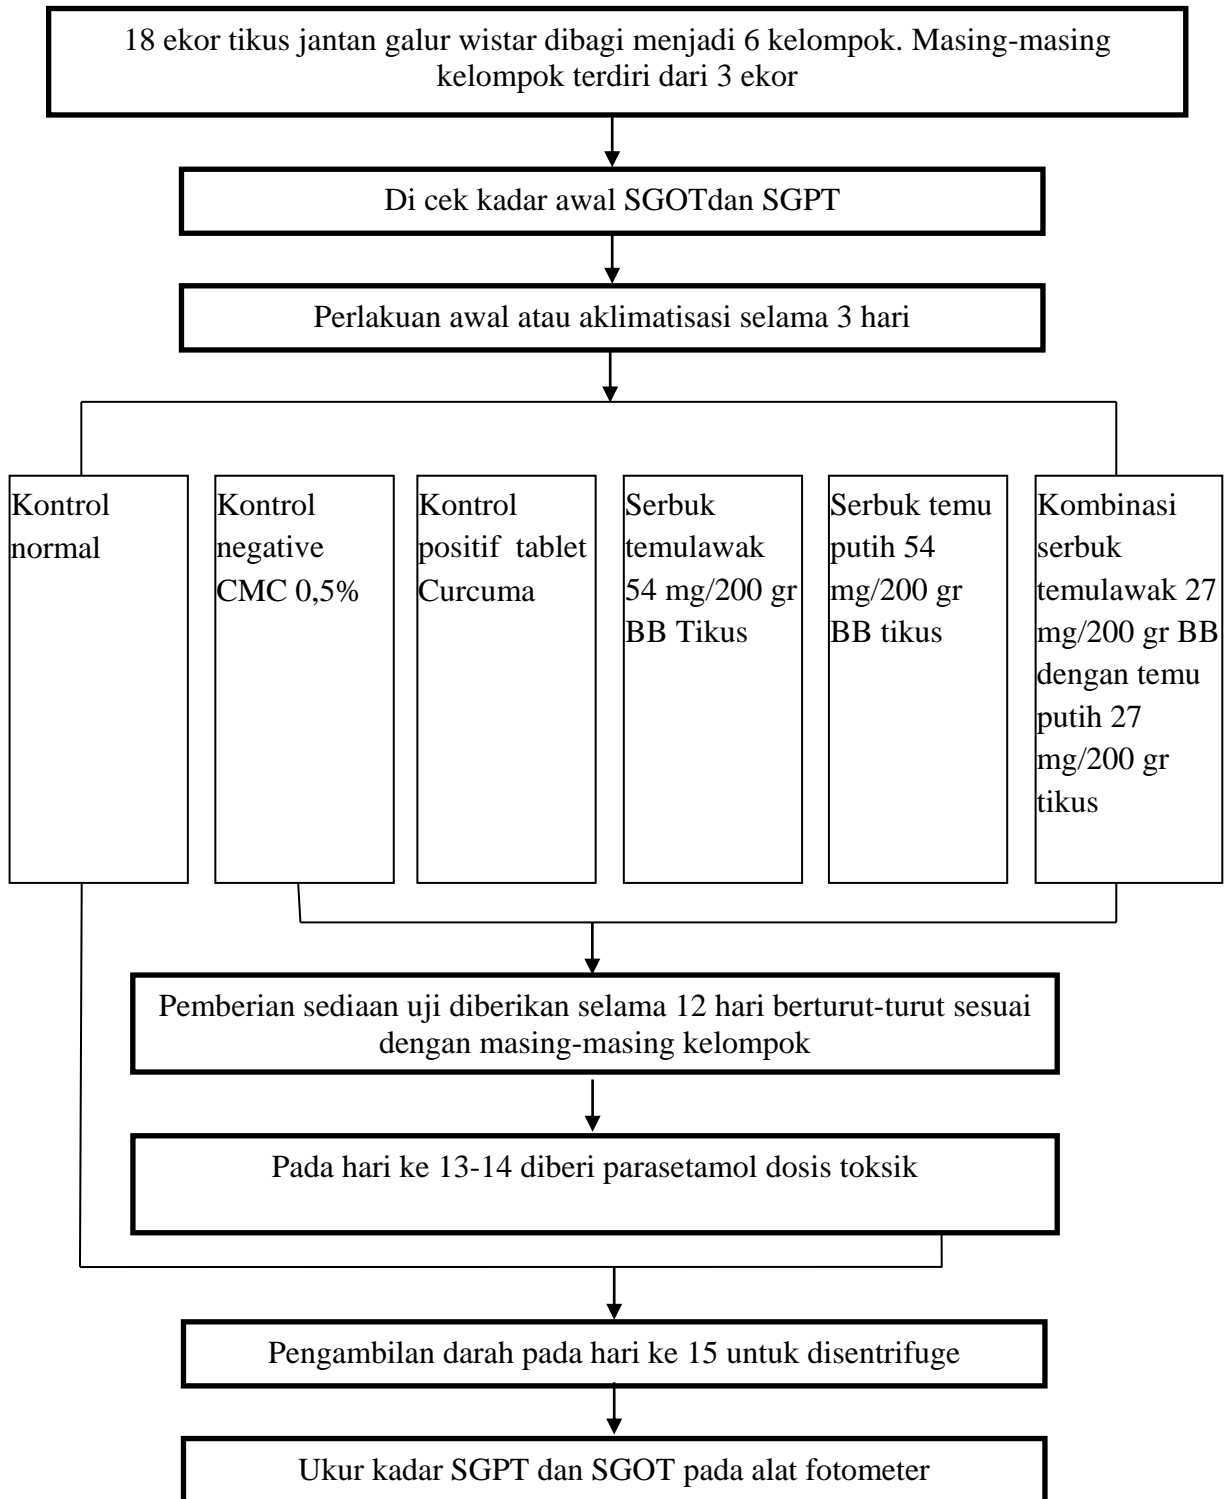 18 ekor tikus jantan galur wistar dibagi menjadi 6 kelompok. Masing-masing
kelompok terdiri dari 3 ekor
Di cek kadar awal SGOTdan SGPT
Perlakuan awal atau aklimatisasi selama 3 hari
Kontrol
normal
Kontrol
negative
CMC 0,5%
Kontrol
positif tablet
Curcuma
Serbuk
temulawak
54 mg/200 gr
BB Tikus
Serbuk temu
putih 54
mg/200 gr
BB tikus
Kombinasi
serbuk
temulawak 27
mg/200 gr BB
dengan temu
putih 27
mg/200 gr
tikus
Pemberian sediaan uji diberikan selama 12 hari berturut-turut sesuai
dengan masing-masing kelompok
Pada hari ke 13-14 diberi parasetamol dosis toksik
Pengambilan darah pada hari ke 15 untuk disentrifuge
Ukur kadar SGPT dan SGOT pada alat fotometer